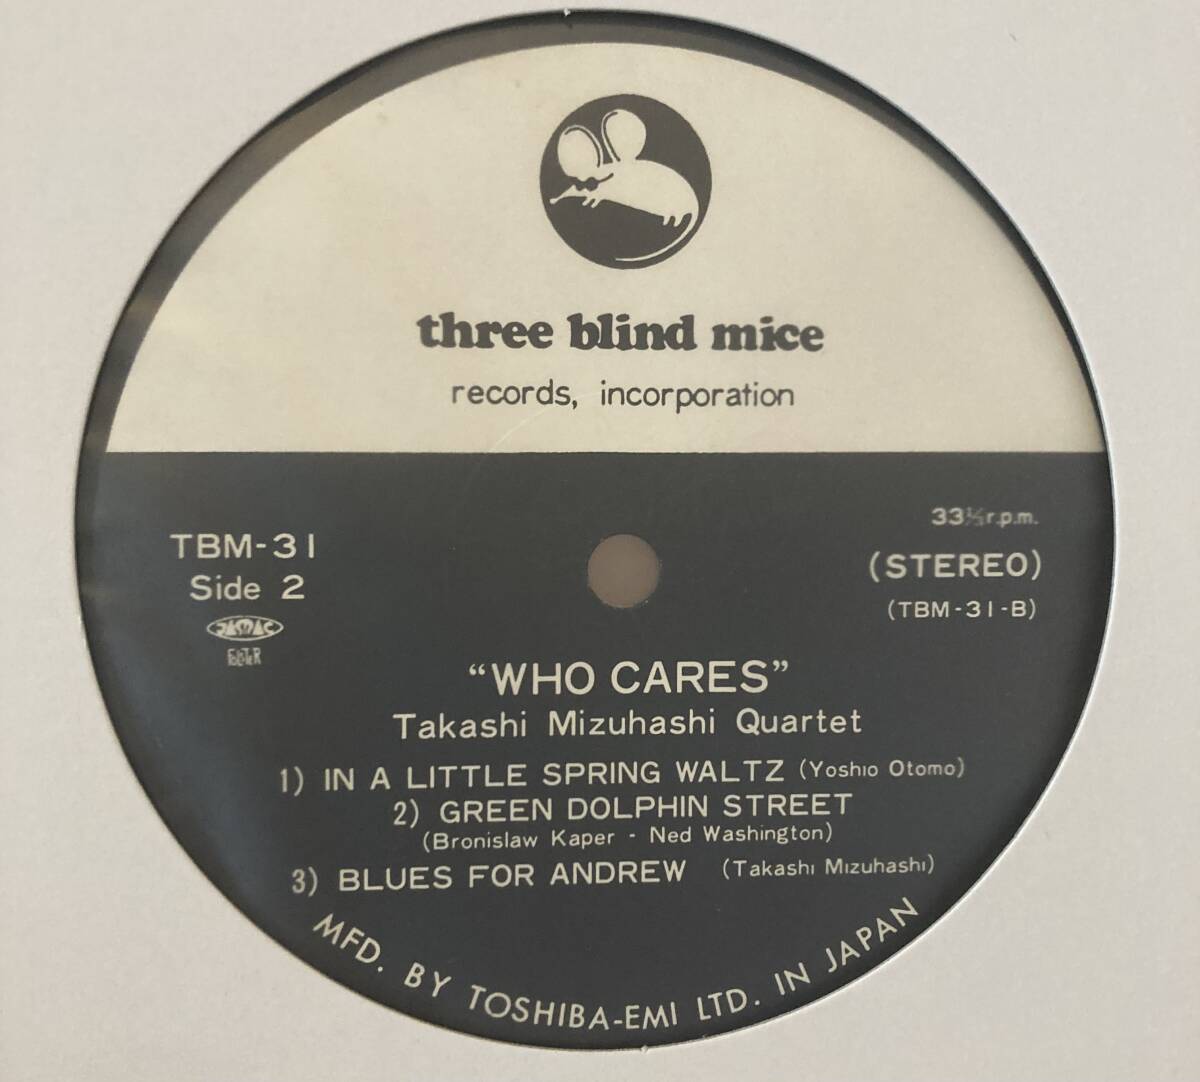 three blind mice
records, incorporation
33⅓ r.p.m.
TBM-31
(STEREO)
Side 2
(TBM-31-B)
JASRAC
"WHO CARES"
Takashi Mizuhashi Quartet
1) IN A LITTLE SPRING WALTZ (Yoshio Otomo)
2) GREEN DOLPHIN STREET
(Bronislaw Kaper - Ned Washington)
3) BLUES FOR ANDREW (Takashi Mizuhashi)
MFD. BY TOSHIBA-EMI LTD. IN JAPAN